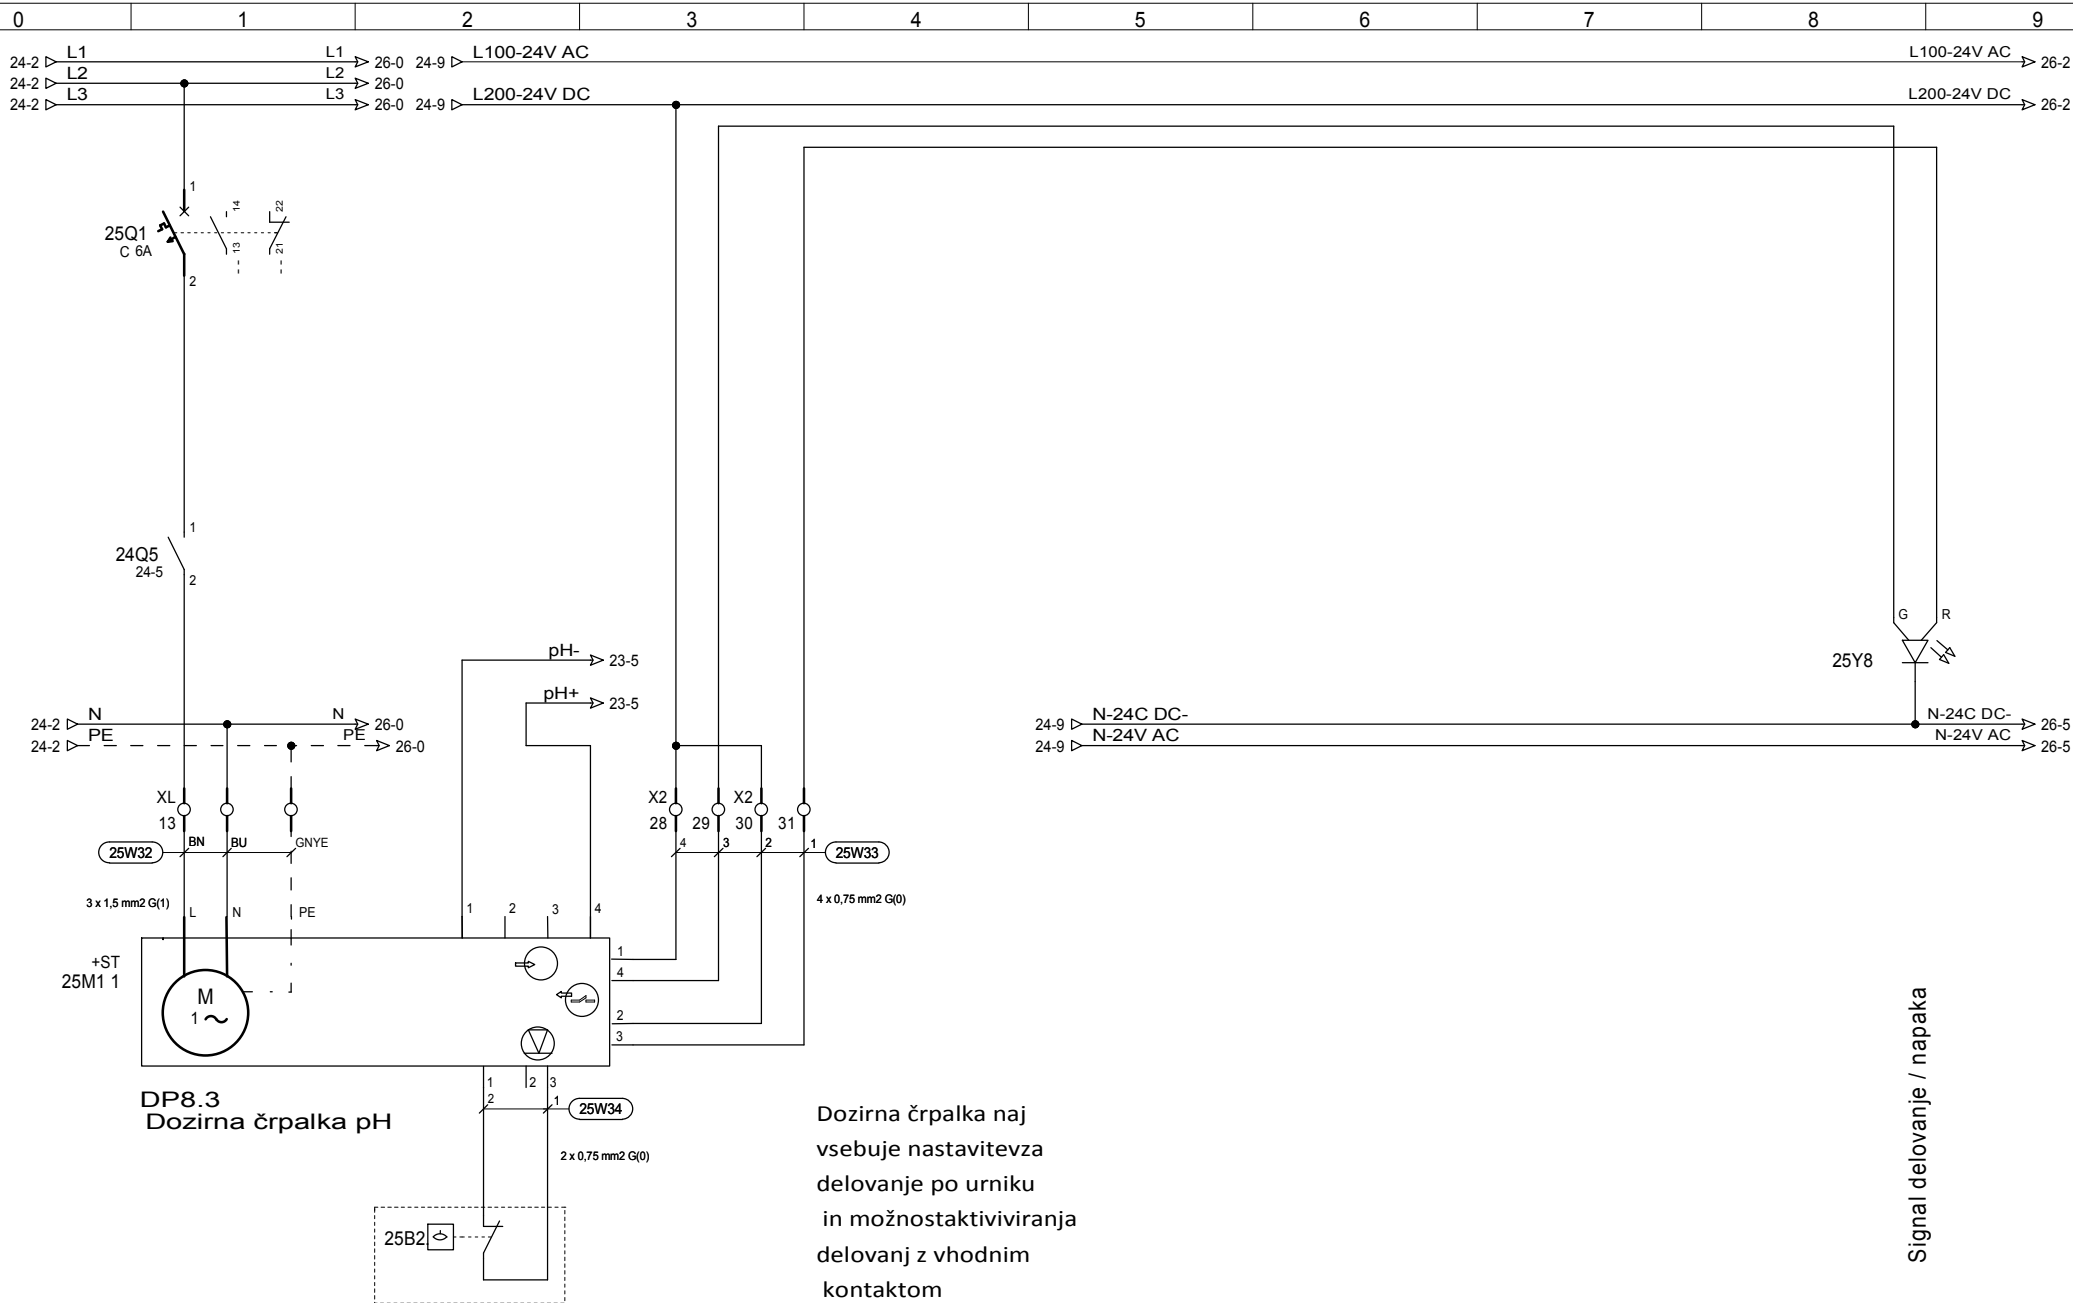 0 1 2 3 4 5 6 7 8 9
24-2 L1 L1 26-0 24-9 L100-24V AC L100-24V AC 26-2
24-2 L2 L2 26-0
24-2 L3 L3 26-0 24-9 L200-24V DC L200-24V DC 26-2
1
14 22
25Q1
C 6A
13 21
2
1
24Q5
24-5
2
G R
pH- 23-5
25Y8
pH+ 23-5
24-2 N N 26-0
24-9 N-24C DC- N-24C DC- 26-5
24-2 PE PE 26-0
24-9 N-24V AC N-24V AC 26-5
XL X2 X2
13 28 29 30 31
BN BU GNYE 4 3 2 1
25W32 25W33
3 x 1,5 mm2 G(1) 4 x 0,75 mm2 G(0)
L N PE 1 2 3 4
+ST
25M1 1
M
1
1
4
2
3
1 2 3
DP8.3
Dozirna črpalka pH
2 1 25W34
2 x 0,75 mm2 G(0)
25B2
Dozirna črpalka naj
vsebuje nastavitevza
delovanje po urniku
in možnostaktiviviranja
delovanj z vhodnim
kontaktom
Signal delovanje / napaka